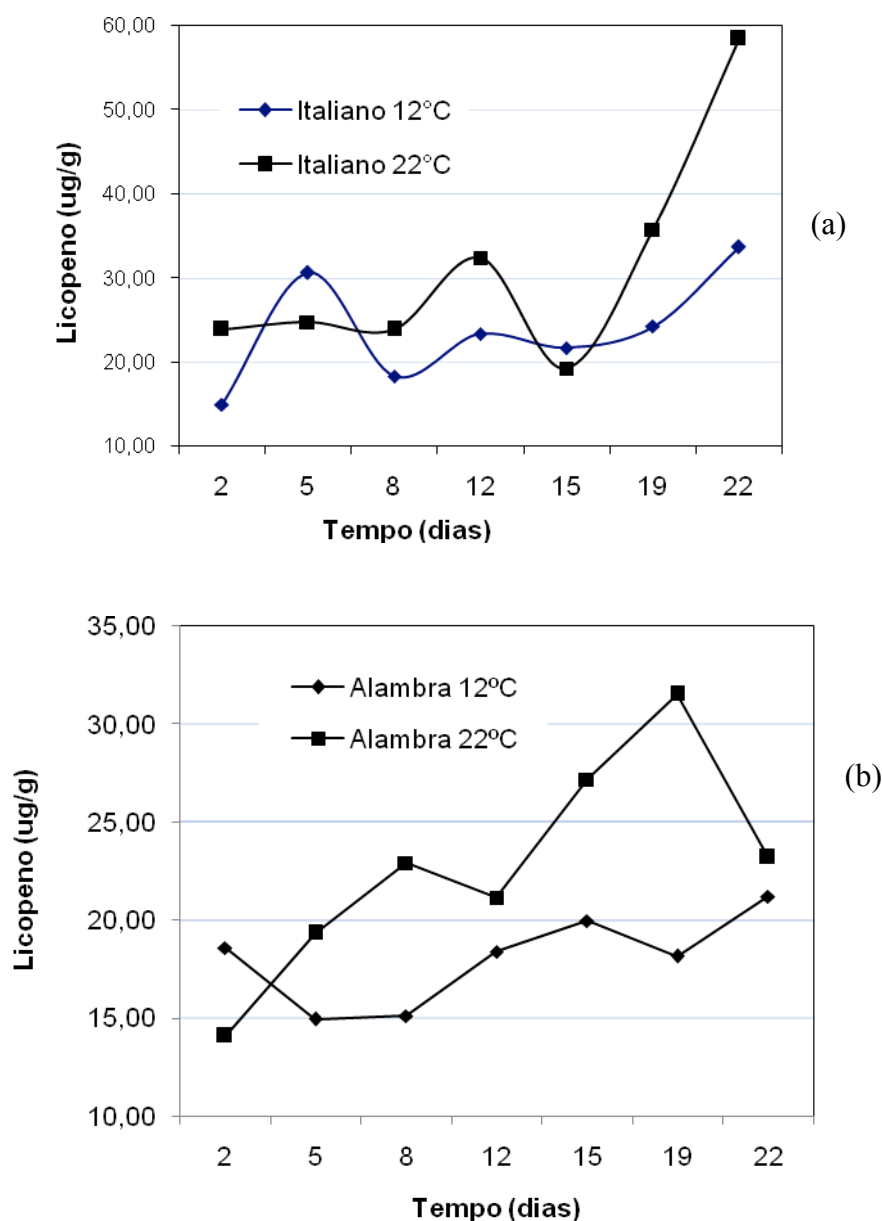 60,00
50,00
40,00
30,00
20,00
10,00
Licopeno (ug/g)
Italiano 12°C
Italiano 22°C
(a)
2 5 8 12 15 19 22
Tempo (dias)
35,00
30,00
25,00
20,00
15,00
10,00
Licopeno (ug/g)
Alambra 12ºC
Alambra 22ºC
(b)
2 5 8 12 15 19 22
Tempo (dias)